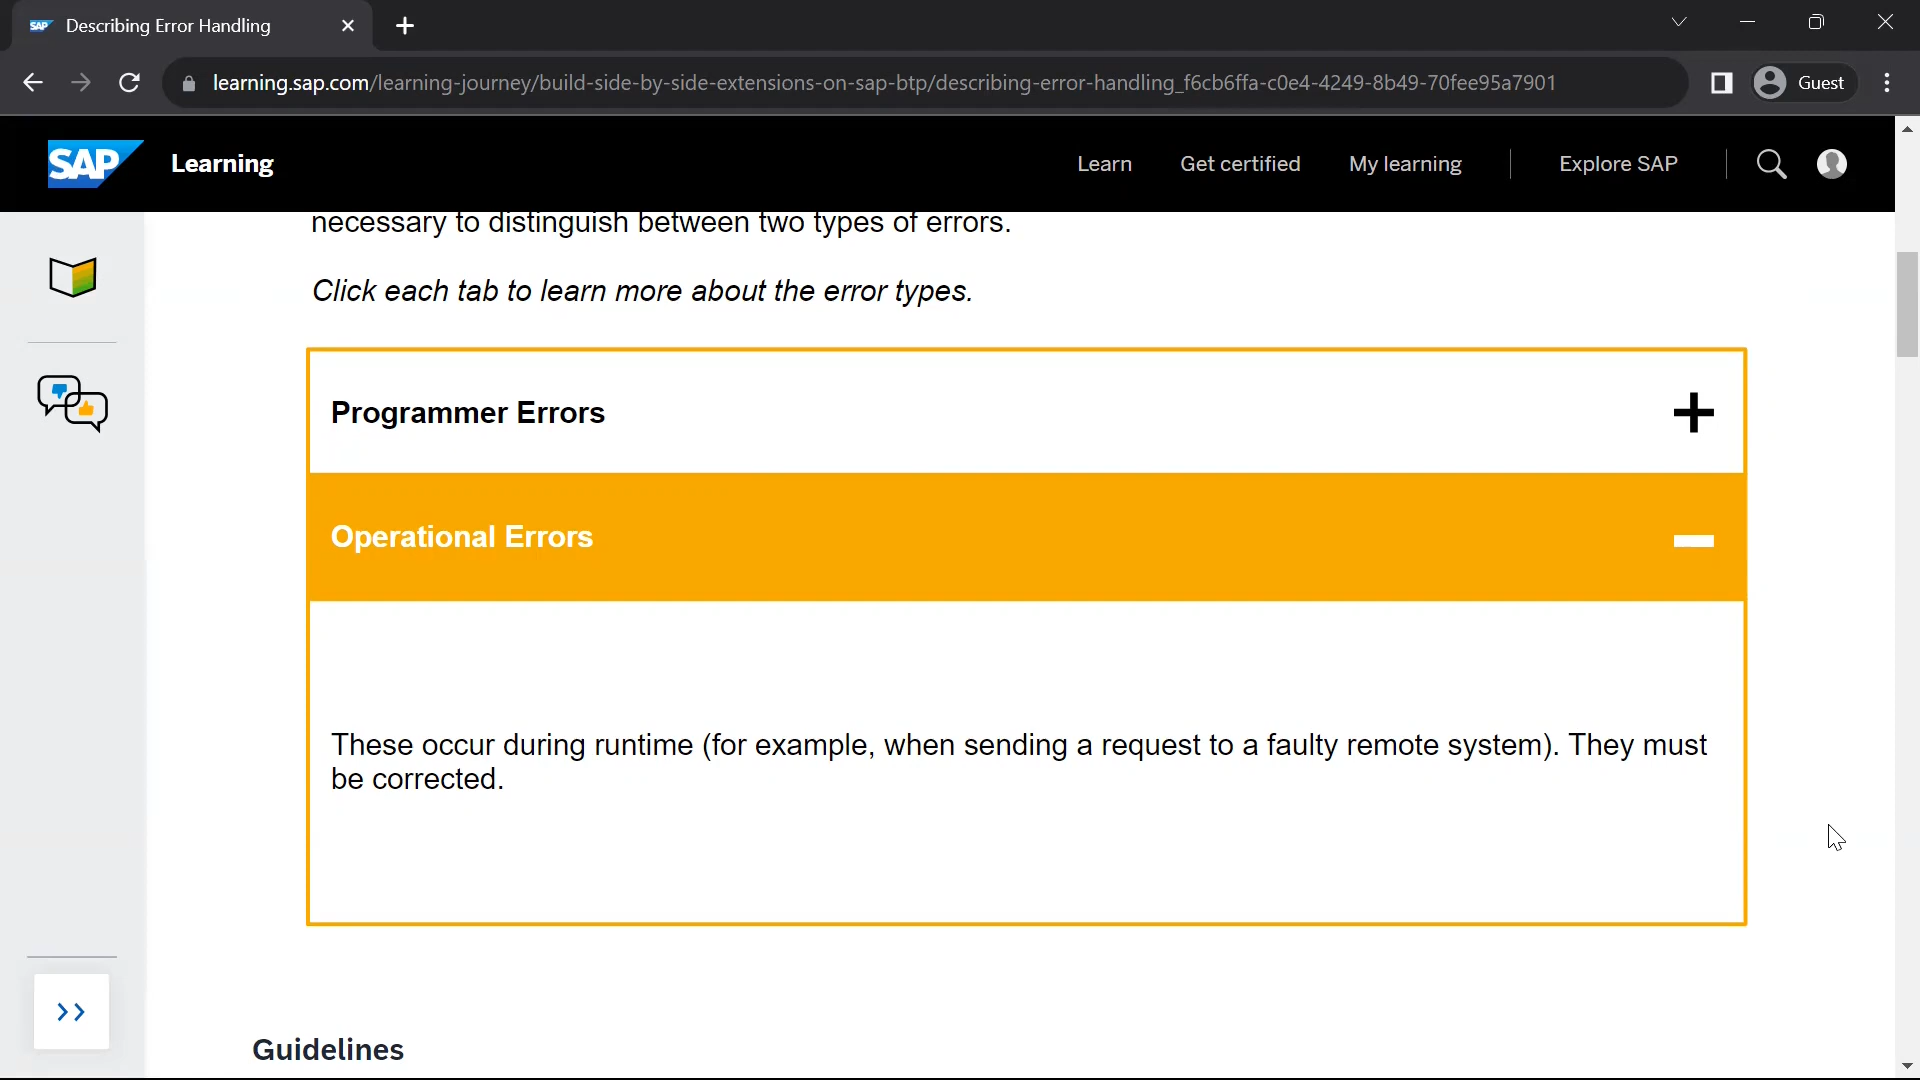 SAP Describing Error Handling
learning.sap.com/learning-journey/build-side-by-side-extensions-on-sap-btp/describing-error-handling_f6cb6ffa-c0e4-4249-8b49-70fee95a7901
Guest
SAP Learning
Learn Get certified My learning Explore SAP
necessary to distinguish between two types of errors.
Click each tab to learn more about the error types.
Programmer Errors
Operational Errors
These occur during runtime (for example, when sending a request to a faulty remote system). They must
be corrected.
Guidelines